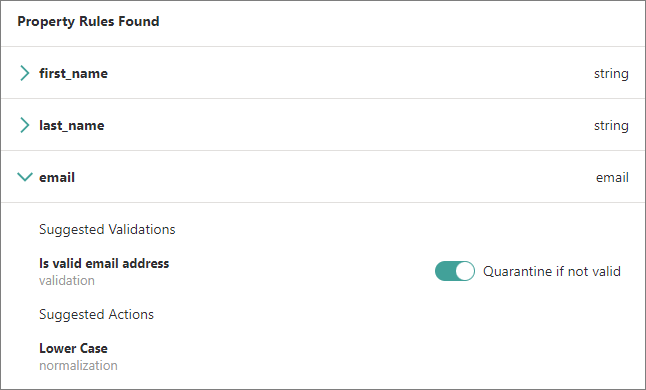 Property Rules Found
first_name string
last_name string
email email
Suggested Validations
Is valid email address
validation
Quarantine if not valid
Suggested Actions
Lower Case
normalization